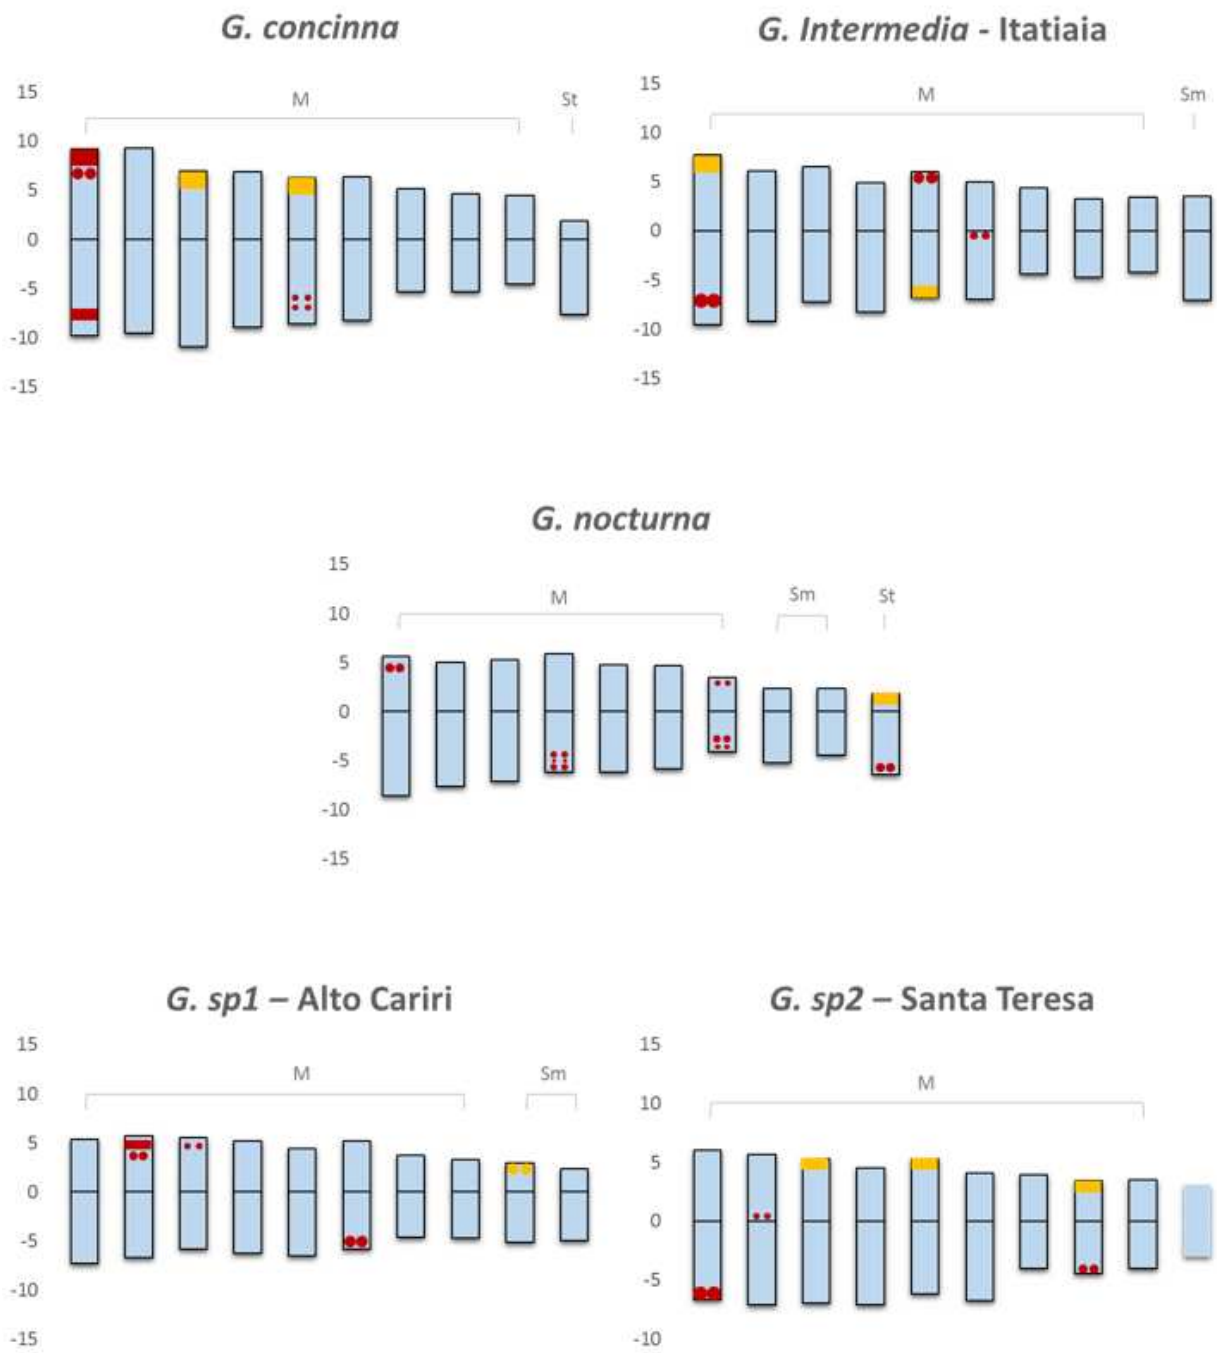 G. concinna
G. Intermedia - Itatiaia
M
St
15
10
5
0
-5
-10
-15
M
Sm
15
10
5
0
-5
-10
-15
G. nocturna
M
Sm
St
15
10
5
0
-5
-10
-15
G. sp1 – Alto Cariri
G. sp2 – Santa Teresa
M
Sm
15
10
5
0
-5
-10
-15
M
15
10
5
0
-5
-10